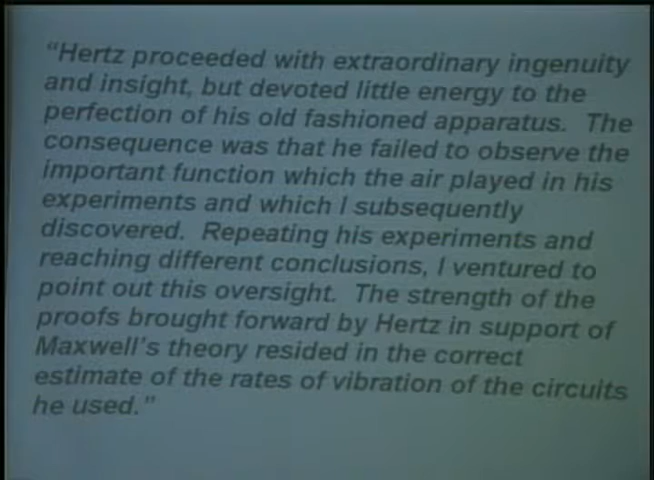 “Hertz proceeded with extraordinary ingenuity
and insight, but devoted little energy to the
perfection of his old fashioned apparatus.  The
consequence was that he failed to observe the
important function which the air played in his
experiments and which I subsequently
discovered.  Repeating his experiments and
reaching different conclusions, I ventured to
point out this oversight.  The strength of the
proofs brought forward by Hertz in support of
Maxwell’s theory resided in the correct
estimate of the rates of vibration of the circuits
he used.”